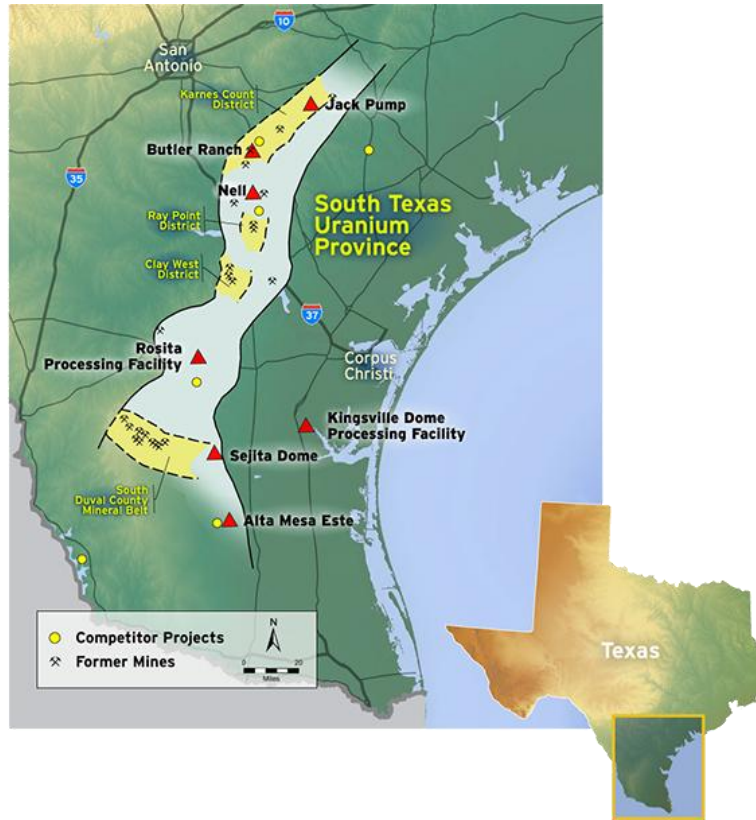 10
San
Antonio
Karnes Count
District
Jack Pump
Butler Ranch
35
Nell
South Texas
Uranium
Province
Ray Point
District
Clay West
District
37
Rosita
Processing Facility
Corpus
Christi
Kingsville Dome
Processing Facility
Sejita Dome
South
Duval County
Mineral Belt
Alta Mesa Este
Texas
Competitor Projects
Former Mines
N
0 20
Miles